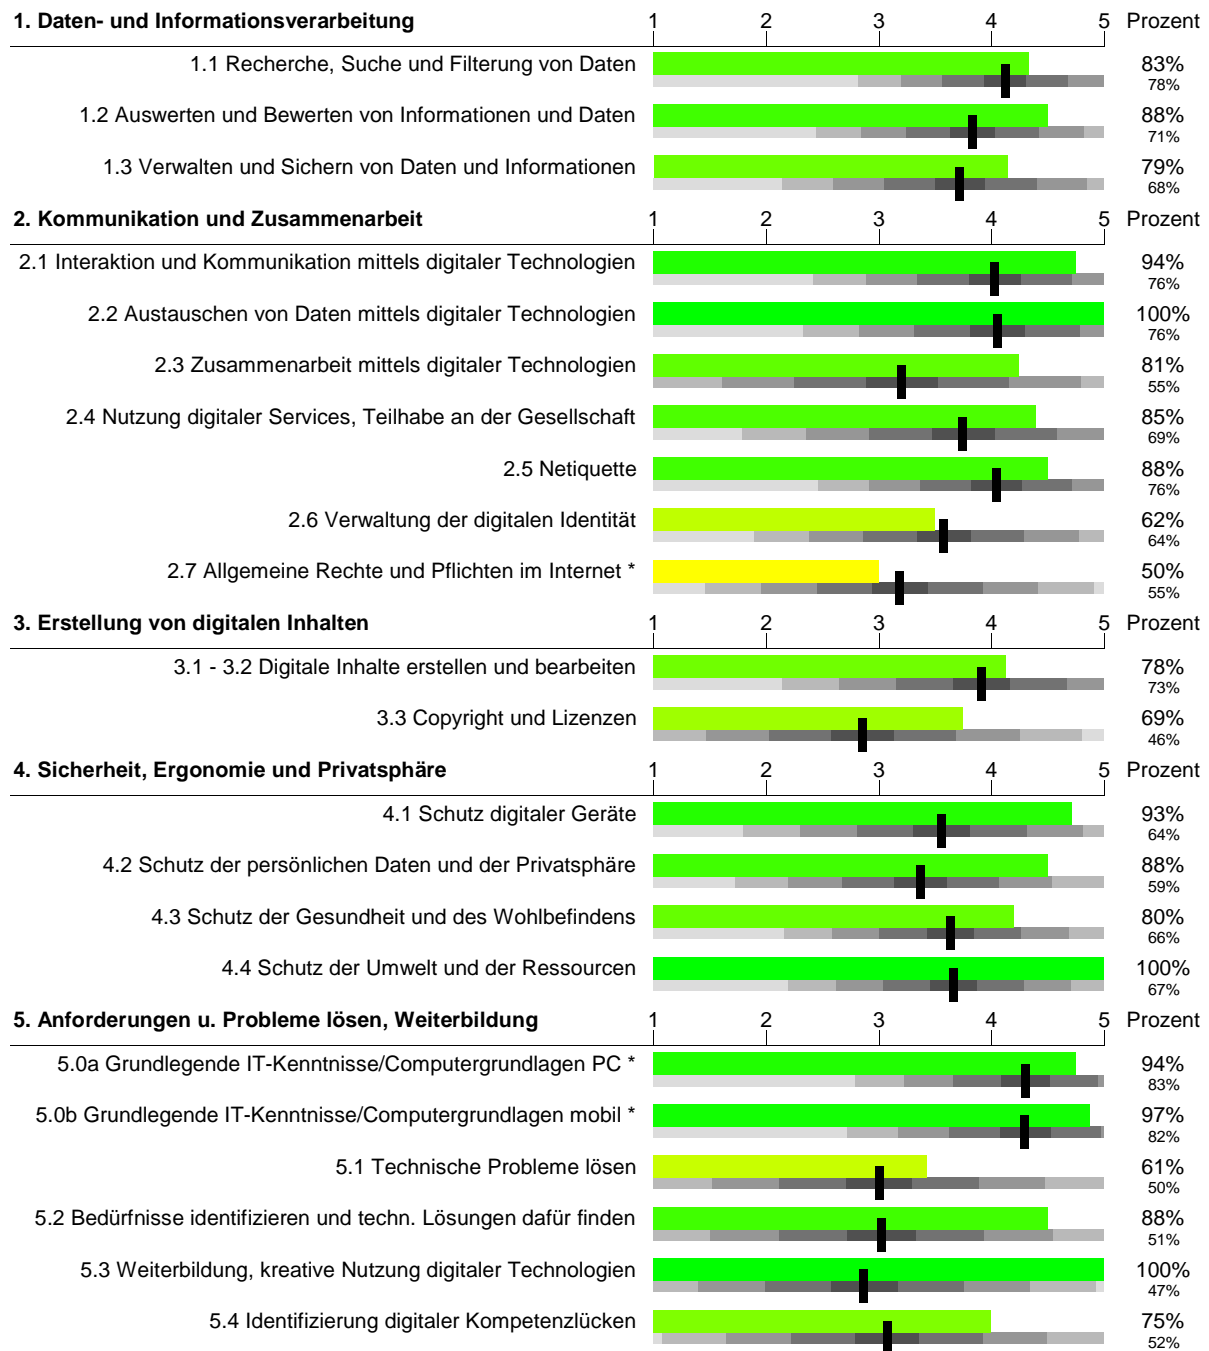 1. Daten- und Informationsverarbeitung 1 2 3 4 5 Prozent
1.1 Recherche, Suche und Filterung von Daten 83%
78%
1.2 Auswerten und Bewerten von Informationen und Daten 88%
71%
1.3 Verwalten und Sichern von Daten und Informationen 79%
68%
2. Kommunikation und Zusammenarbeit 1 2 3 4 5 Prozent
2.1 Interaktion und Kommunikation mittels digitaler Technologien 94%
76%
2.2 Austauschen von Daten mittels digitaler Technologien 100%
76%
2.3 Zusammenarbeit mittels digitaler Technologien 81%
55%
2.4 Nutzung digitaler Services, Teilhabe an der Gesellschaft 85%
69%
2.5 Netiquette 88%
76%
2.6 Verwaltung der digitalen Identität 62%
64%
2.7 Allgemeine Rechte und Pflichten im Internet * 50%
55%
3. Erstellung von digitalen Inhalten 1 2 3 4 5 Prozent
3.1 - 3.2 Digitale Inhalte erstellen und bearbeiten 78%
73%
3.3 Copyright und Lizenzen 69%
46%
4. Sicherheit, Ergonomie und Privatsphäre 1 2 3 4 5 Prozent
4.1 Schutz digitaler Geräte 93%
64%
4.2 Schutz der persönlichen Daten und der Privatsphäre 88%
59%
4.3 Schutz der Gesundheit und des Wohlbefindens 80%
66%
4.4 Schutz der Umwelt und der Ressourcen 100%
67%
5. Anforderungen u. Probleme lösen, Weiterbildung 1 2 3 4 5 Prozent
5.0a Grundlegende IT-Kenntnisse/Computergrundlagen PC * 94%
83%
5.0b Grundlegende IT-Kenntnisse/Computergrundlagen mobil * 97%
82%
5.1 Technische Probleme lösen 61%
50%
5.2 Bedürfnisse identifizieren und techn. Lösungen dafür finden 88%
51%
5.3 Weiterbildung, kreative Nutzung digitaler Technologien 100%
47%
5.4 Identifizierung digitaler Kompetenzlücken 75%
52%